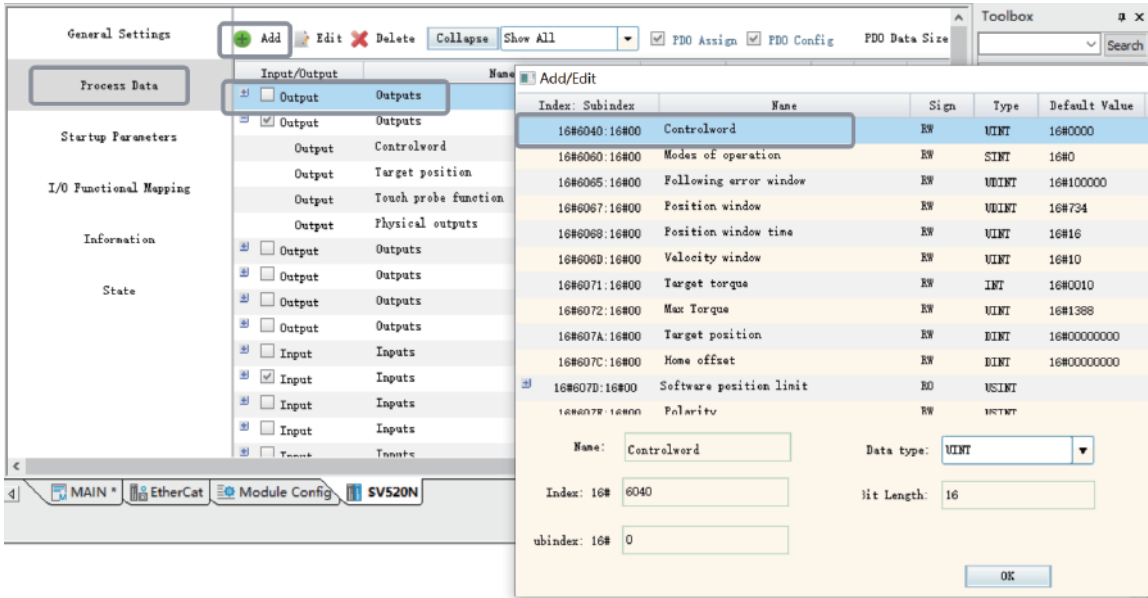 General Settings
Process Data
Startup Parameters
I/O Functional Mapping
Information
State
Add Edit Delete Collapse Show All PDO Assign PDO Config PDO Data Size
Input/Output Name
Output Outputs
Output Outputs
Output Controlword
Output Target position
Output Touch probe function
Output Physical outputs
Output Outputs
Output Outputs
Output Outputs
Output Outputs
Input Inputs
Input Inputs
Input Inputs
Input Inputs
Input Inputs
MAIN * EtherCat Module Config SV520N
Toolbox
Search
Add/Edit
Index: Subindex Name Sign Type Default Value
16#6040:16#00 Controlword RW UINT 16#0000
16#6060:16#00 Modes of operation RW SINT 16#0
16#6065:16#00 Following error window RW UDINT 16#100000
16#6067:16#00 Position window RW UDINT 16#734
16#6068:16#00 Position window time RW UINT 16#16
16#606D:16#00 Velocity window RW UINT 16#10
16#6071:16#00 Target torque RW INT 16#0010
16#6072:16#00 Max Torque RW UINT 16#1388
16#607A:16#00 Target position RW DINT 16#00000000
16#607C:16#00 Home offset RW DINT 16#00000000
16#607D:16#00 Software position limit RO USINT
16#607E:16#00 Polarity RW USINT
Name: Controlword Data type: UINT
Index: 16# 6040 Bit Length: 16
ubindex: 16# 0
OK